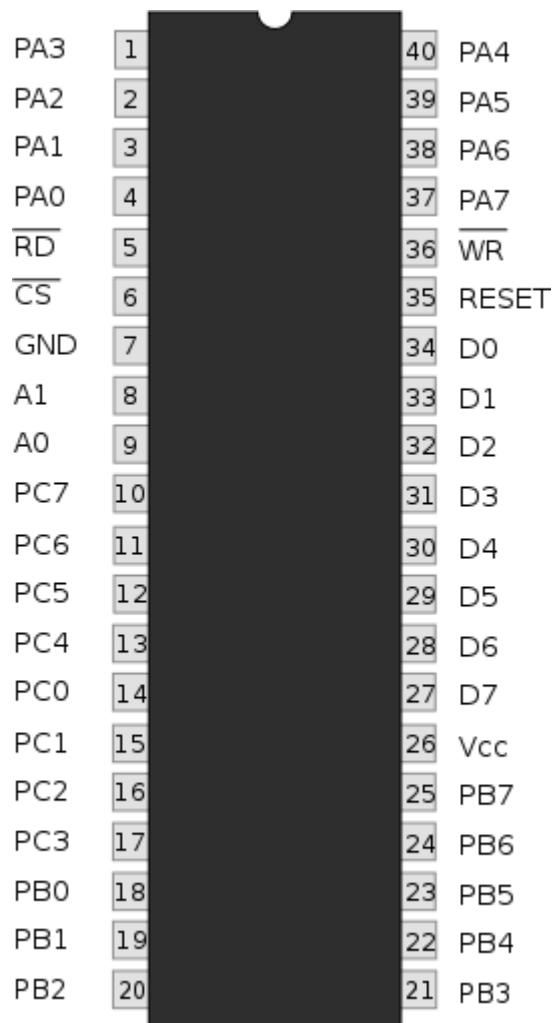 PA3 1 40 PA4
PA2 2 39 PA5
PA1 3 38 PA6
PA0 4 37 PA7
R̅D̅ 5 36 W̅R̅
C̅S̅ 6 35 RESET
GND 7 34 D0
A1 8 33 D1
A0 9 32 D2
PC7 10 31 D3
PC6 11 30 D4
PC5 12 29 D5
PC4 13 28 D6
PC0 14 27 D7
PC1 15 26 Vcc
PC2 16 25 PB7
PC3 17 24 PB6
PB0 18 23 PB5
PB1 19 22 PB4
PB2 20 21 PB3